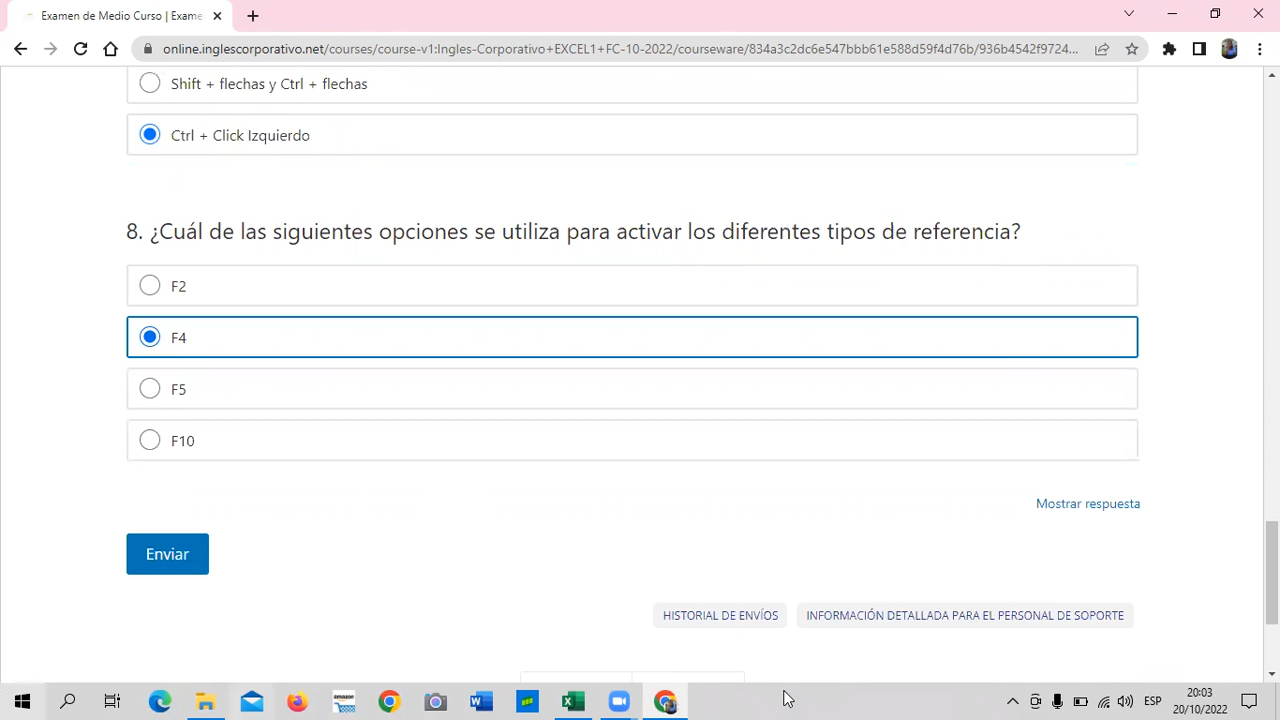 Examen de Medio Curso | Exame
online.inglescorporativo.net/courses/course-v1:Ingles-Corporativo+EXCEL1+FC-10-2022/courseware/834a3c2dc6e547bbb61e588d59f4d76b/936b4542f9724...
Shift + flechas y Ctrl + flechas
Ctrl + Click Izquierdo
8. ¿Cuál de las siguientes opciones se utiliza para activar los diferentes tipos de referencia?
F2
F4
F5
F10
Mostrar respuesta
Enviar
HISTORIAL DE ENVÍOS
INFORMACIÓN DETALLADA PARA EL PERSONAL DE SOPORTE
amazon
ESP
20:03
20/10/2022